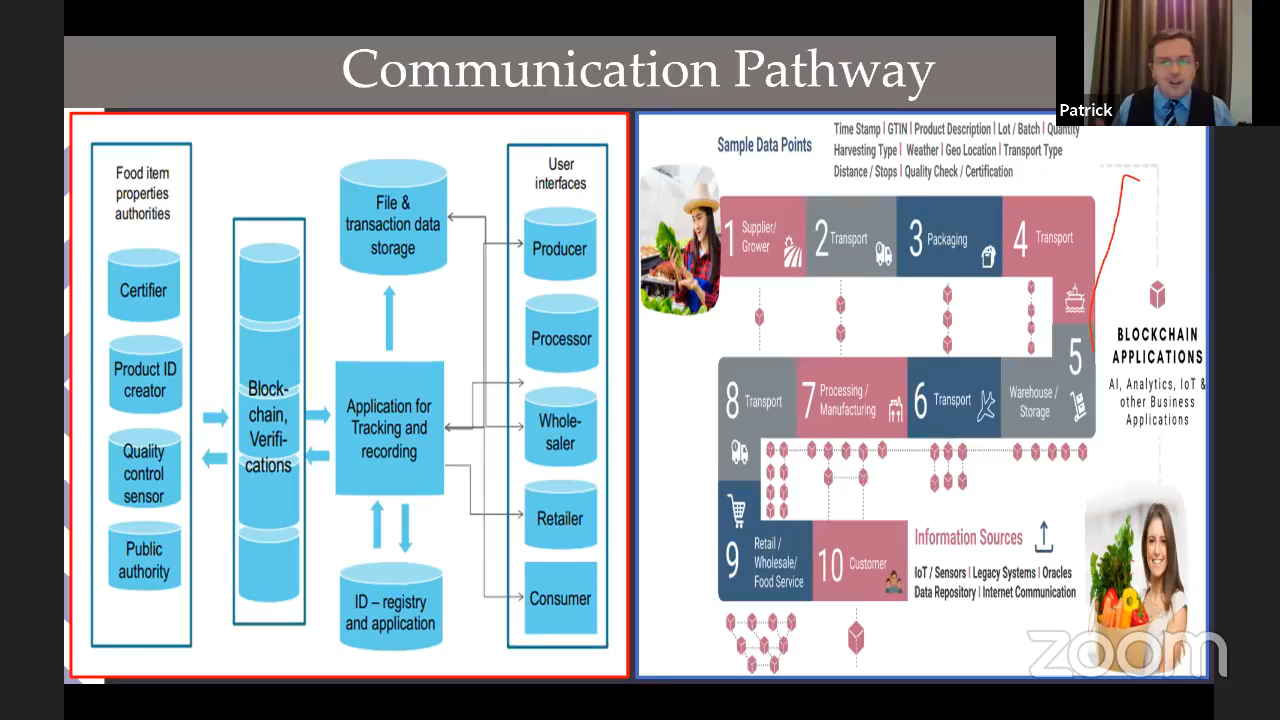 Communication Pathway
Patrick
Food item
properties
authorities
Certifier
Product ID
creator
Quality
control
sensor
Public
authority
Block-
chain,
Verifi-
cations
File &
transaction data
storage
Application for
Tracking and
recording
ID – registry
and application
User
interfaces
Producer
Processor
Whole-
saler
Retailer
Consumer
Sample Data Points
Time Stamp | GTIN | Product Description | Lot / Batch | Quantity
Harvesting Type | Weather | Geo Location | Transport Type
Distance / Stops | Quality Check / Certification
1 Supplier/
Grower
2 Transport
3 Packaging
4 Transport
5
Warehouse /
Storage
6 Transport
7 Processing /
Manufacturing
8 Transport
9 Retail /
Wholesale/
Food Service
10 Customer
BLOCKCHAIN
APPLICATIONS
AI, Analytics, IoT &
other Business
Applications
Information Sources
IoT / Sensors | Legacy Systems | Oracles
Data Repository | Internet Communication
zoom